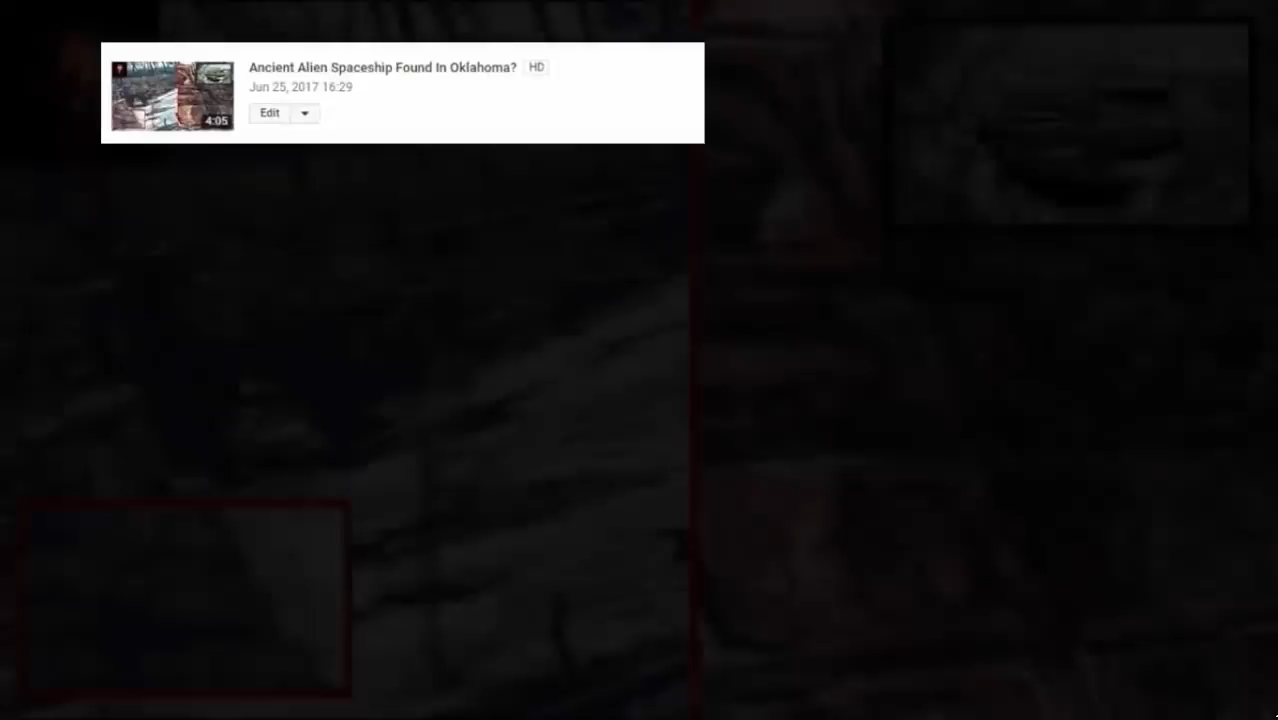 Ancient Alien Spaceship Found In Oklahoma? HD
Jun 25, 2017 16:29
Edit
4:05